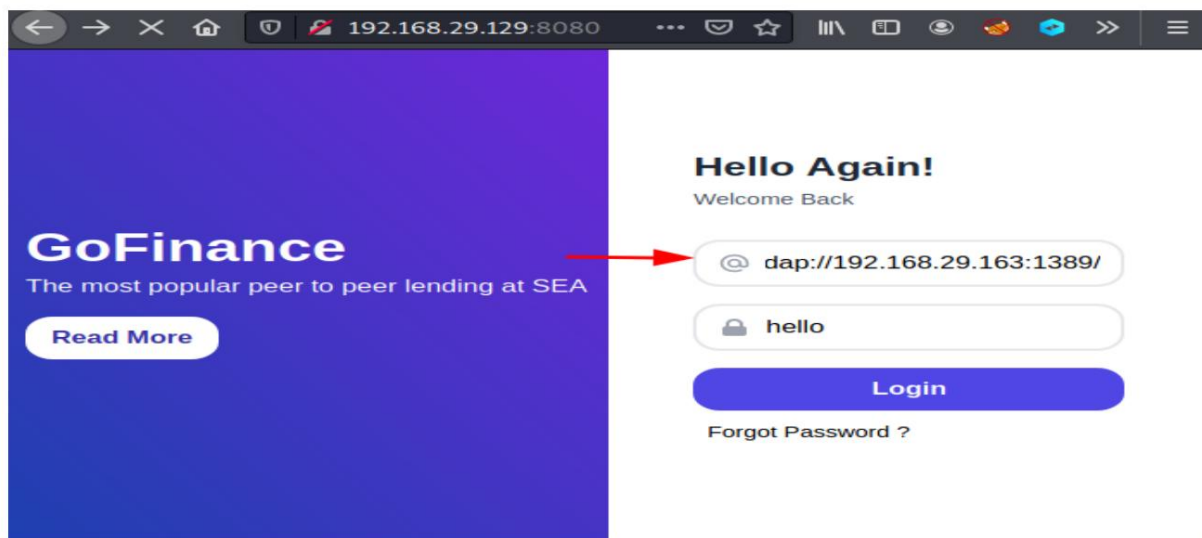 192.168.29.129:8080
Hello Again!
Welcome Back
GoFinance
The most popular peer to peer lending at SEA
Read More
dap://192.168.29.163:1389/
hello
Login
Forgot Password ?